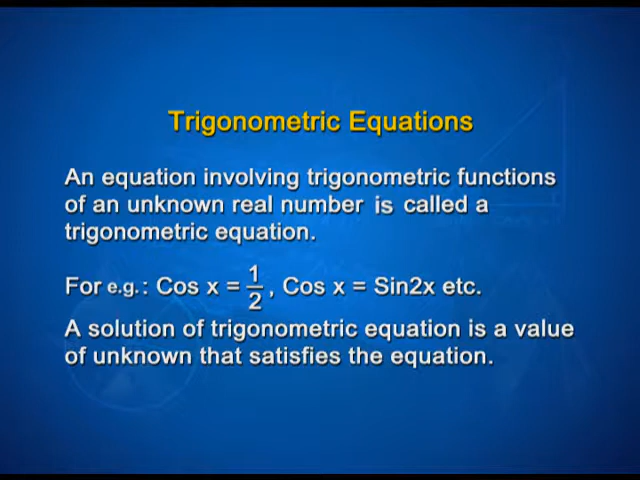 Trigonometric Equations
An equation involving trigonometric functions
of an unknown real number is called a
trigonometric equation.
For e.g.: Cos x = 1/2, Cos x = Sin2x etc.
A solution of trigonometric equation is a value
of unknown that satisfies the equation.